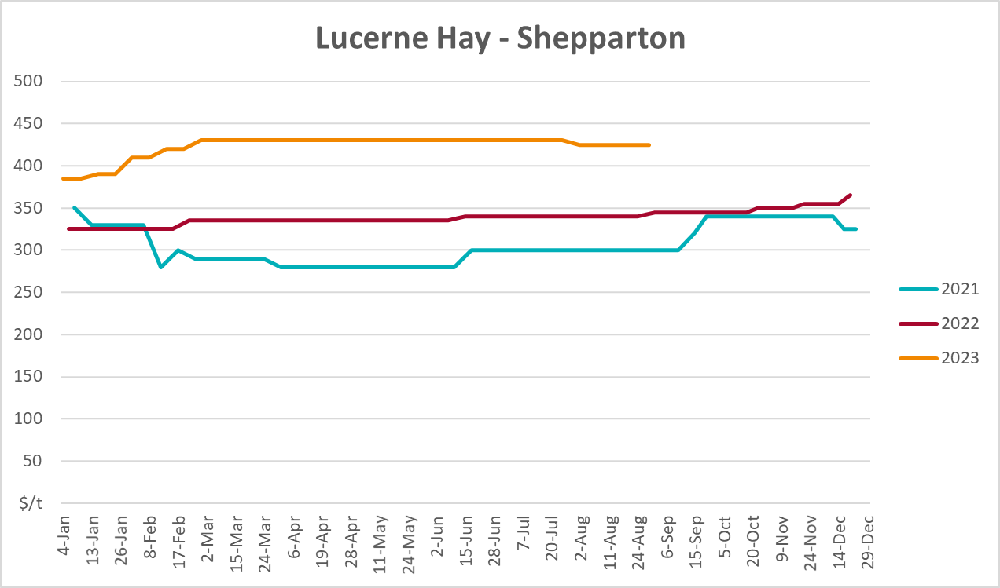 Lucerne Hay - Shepparton
500
450
400
350
300
250
200
150
100
50
$/t
4-Jan
13-Jan
26-Jan
8-Feb
17-Feb
2-Mar
15-Mar
24-Mar
6-Apr
19-Apr
28-Apr
11-May
24-May
2-Jun
15-Jun
28-Jun
7-Jul
20-Jul
2-Aug
11-Aug
24-Aug
6-Sep
15-Sep
5-Oct
20-Oct
9-Nov
24-Nov
14-Dec
29-Dec
2021
2022
2023